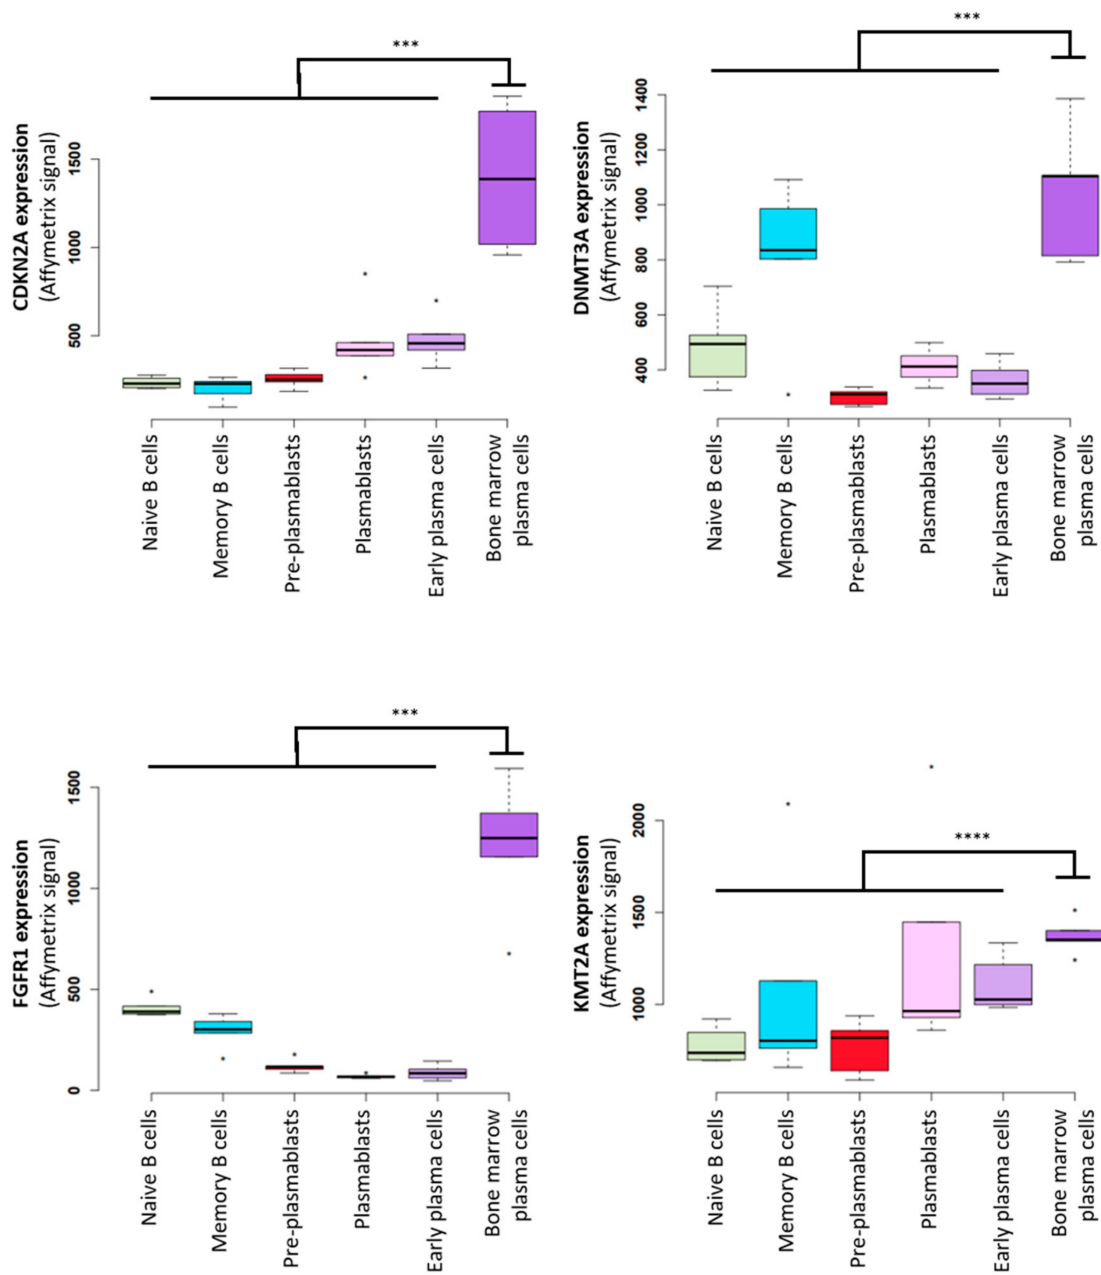 ***
CDKN2A expression
(Affymetrix signal)
1500
1000
500
Naive B cells
Memory B cells
Pre-plasmablasts
Plasmablasts
Early plasma cells
Bone marrow
plasma cells
***
DNMT3A expression
(Affymetrix signal)
1400
1200
1000
800
600
400
Naive B cells
Memory B cells
Pre-plasmablasts
Plasmablasts
Early plasma cells
Bone marrow
plasma cells
***
FGFR1 expression
(Affymetrix signal)
1500
1000
500
0
Naive B cells
Memory B cells
Pre-plasmablasts
Plasmablasts
Early plasma cells
Bone marrow
plasma cells
****
KMT2A expression
(Affymetrix signal)
2000
1500
1000
Naive B cells
Memory B cells
Pre-plasmablasts
Plasmablasts
Early plasma cells
Bone marrow
plasma cells